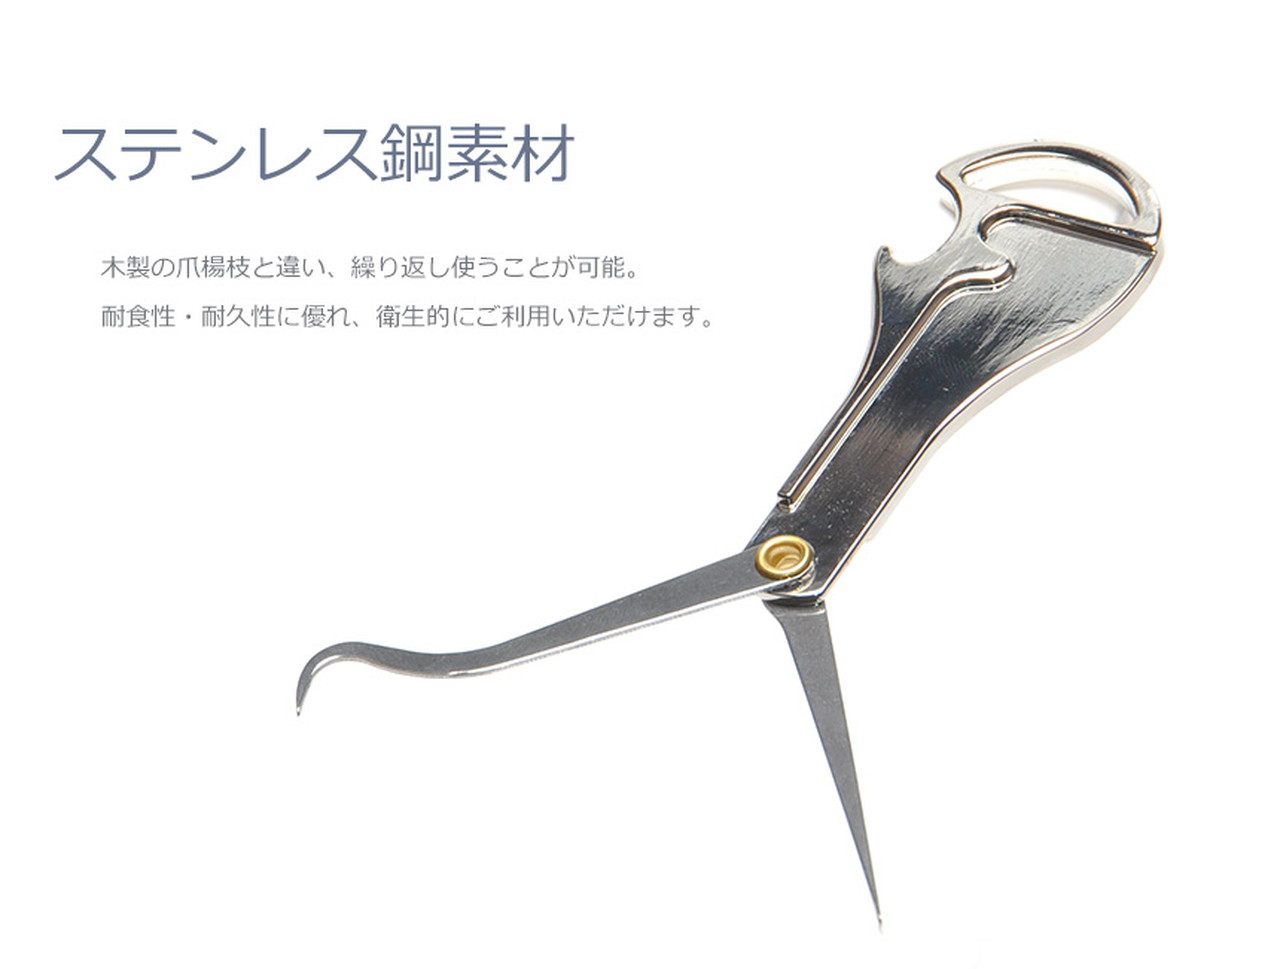 ステンレス鋼素材
木製の爪楊枝と違い、繰り返し使うことが可能。
耐食性・耐久性に優れ、衛生的にご利用いただけます。